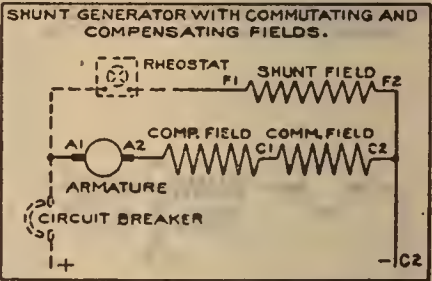 SHUNT GENERATOR WITH COMMUTATING AND
COMPENSATING FIELDS.
RHEOSTAT
F1 SHUNT FIELD F2
A1 A2 COMP. FIELD C1 COMM. FIELD C2
ARMATURE
CIRCUIT BREAKER
+ - C2